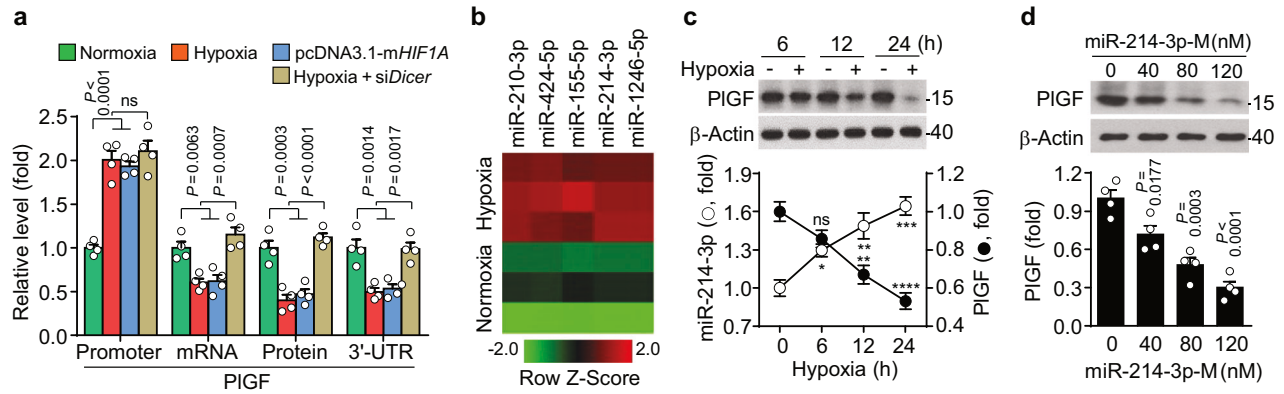 a
Normoxia
Hypoxia
pcDNA3.1-mHIF1A
Hypoxia + siDicer
P < 0.0001
ns
P = 0.0063
P = 0.0007
P = 0.0003
P < 0.0001
P = 0.0014
P = 0.0017
Relative level (fold)
2.5
2.0
1.5
1.0
0.5
0.0
Promoter mRNA Protein 3'-UTR
PlGF
b
miR-210-3p
miR-424-5p
miR-155-5p
miR-214-3p
miR-1246-5p
Hypoxia
Normoxia
-2.0 2.0
Row Z-Score
c
6 12 24 (h)
Hypoxia - + - + - +
PlGF -15
β-Actin -40
miR-214-3p (○, fold)
1.9
1.6
1.3
1.0
0.7
ns
*
**
**
***
****
1.2
1.0
0.8
0.6
0.4
PlGF (●, fold)
0 6 12 24
Hypoxia (h)
d
miR-214-3p-M (nM)
0 40 80 120
PlGF -15
β-Actin -40
PlGF (fold)
1.2
0.9
0.6
0.3
0.0
P = 0.0177
P = 0.0003
P < 0.0001
0 40 80 120
miR-214-3p-M (nM)